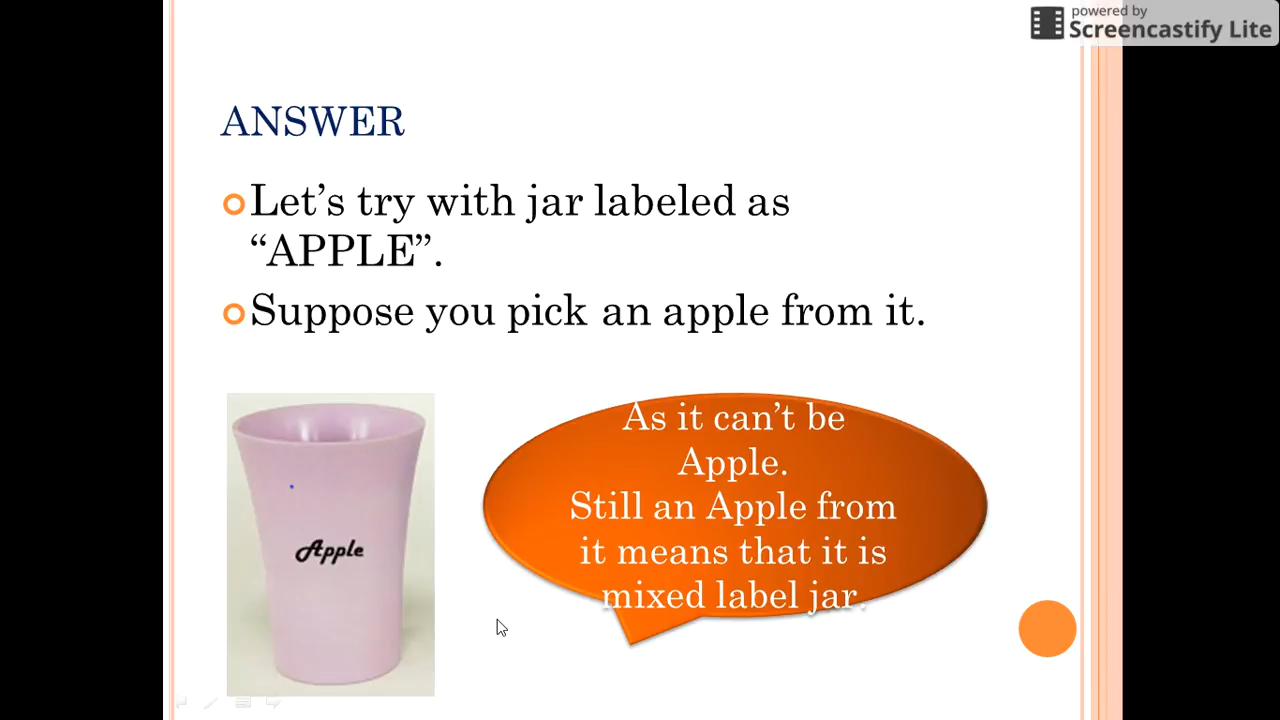 powered by
Screencastify Lite
ANSWER
Let’s try with jar labeled as
“APPLE”.
Suppose you pick an apple from it.
As it can’t be
Apple.
Still an Apple from
it means that it is
mixed label jar.
Apple